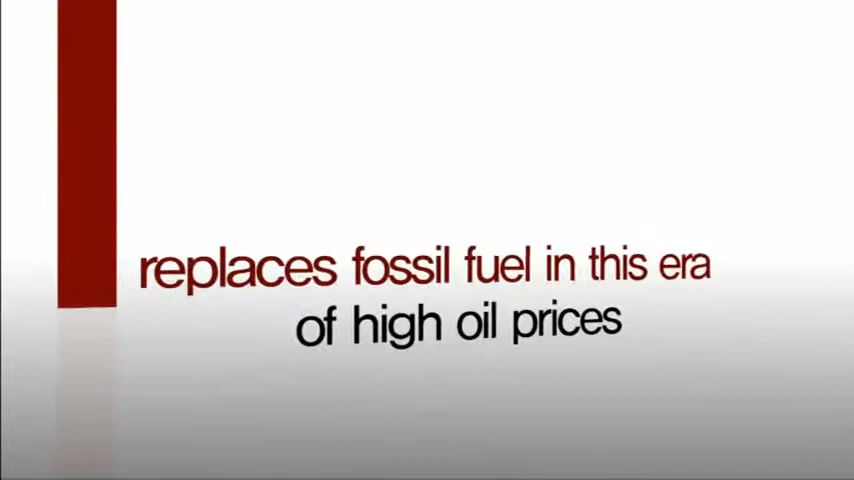 replaces fossil fuel in this era
of high oil prices